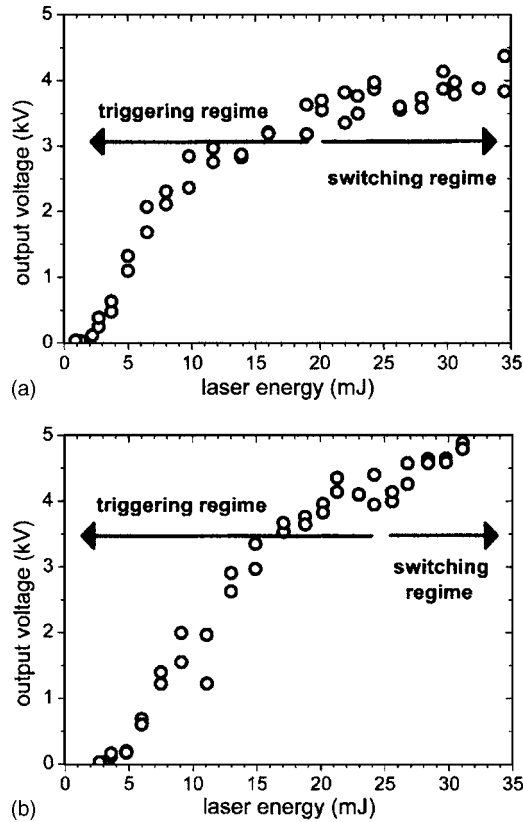 5
4
3
2
1
0
output voltage (kV)
triggering regime
switching regime
0 5 10 15 20 25 30 35
laser energy (mJ)
(a)
5
4
3
2
1
0
output voltage (kV)
triggering regime
switching
regime
0 5 10 15 20 25 30 35
laser energy (mJ)
(b)